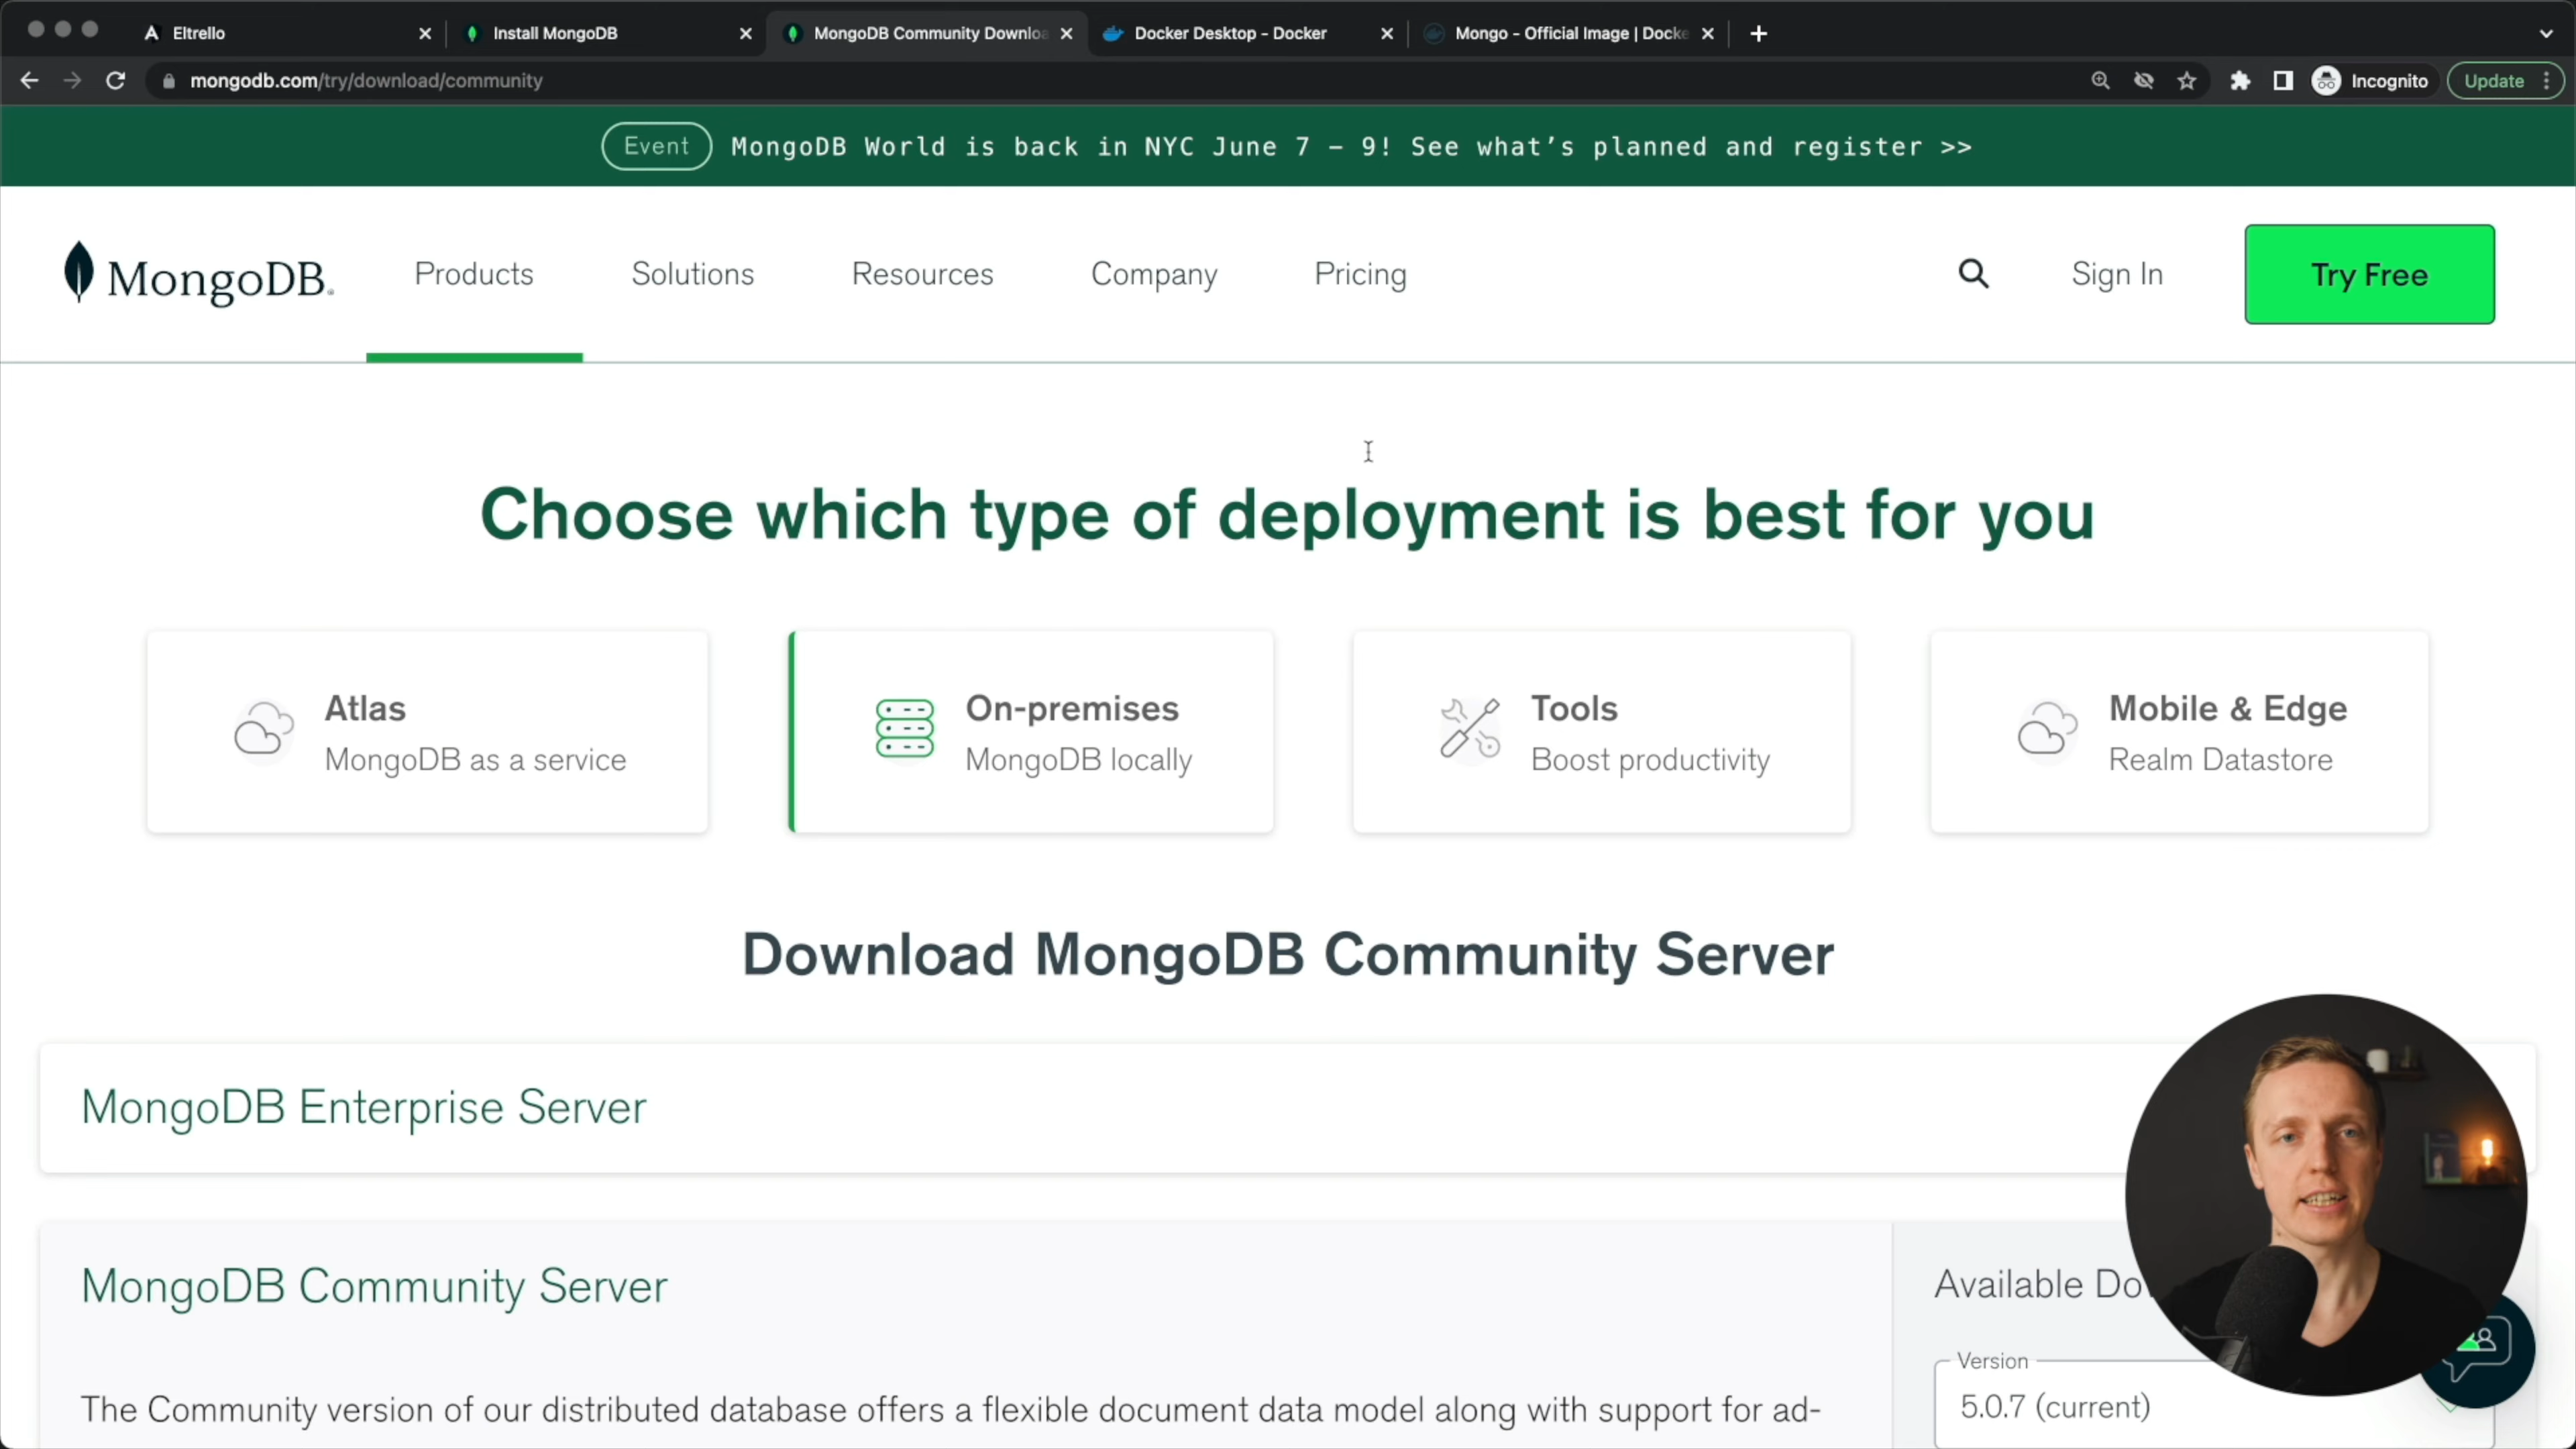 Eltrello
Install MongoDB
MongoDB Community Downloa
Docker Desktop - Docker
Mongo - Official Image | Docke
mongodb.com/try/download/community
Incognito
Update
Event
MongoDB World is back in NYC June 7 – 9! See what's planned and register >>
MongoDB.
Products
Solutions
Resources
Company
Pricing
Sign In
Try Free
Choose which type of deployment is best for you
Atlas
MongoDB as a service
On-premises
MongoDB locally
Tools
Boost productivity
Mobile & Edge
Realm Datastore
Download MongoDB Community Server
MongoDB Enterprise Server
MongoDB Community Server
The Community version of our distributed database offers a flexible document data model along with support for ad-
Available Do
Version
5.0.7 (current)